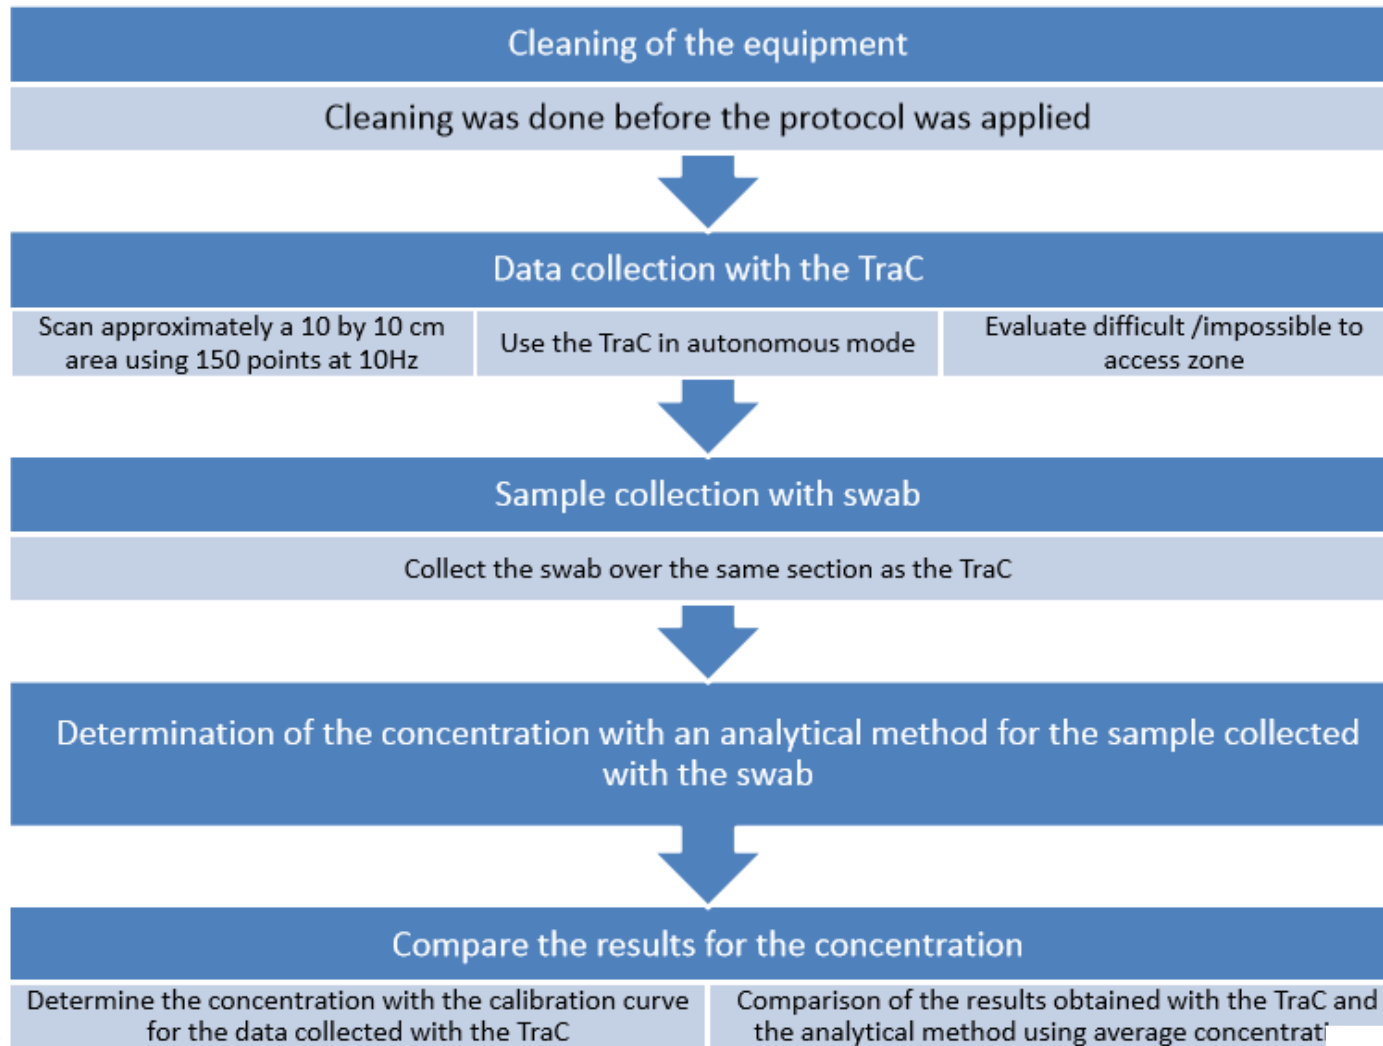 Cleaning of the equipment
Cleaning was done before the protocol was applied
Data collection with the TraC
Scan approximately a 10 by 10 cm
area using 150 points at 10Hz
Use the TraC in autonomous mode
Evaluate difficult /impossible to
access zone
Sample collection with swab
Collect the swab over the same section as the TraC
Determination of the concentration with an analytical method for the sample collected
with the swab
Compare the results for the concentration
Determine the concentration with the calibration curve
for the data collected with the TraC
Comparison of the results obtained with the TraC and
the analytical method using average